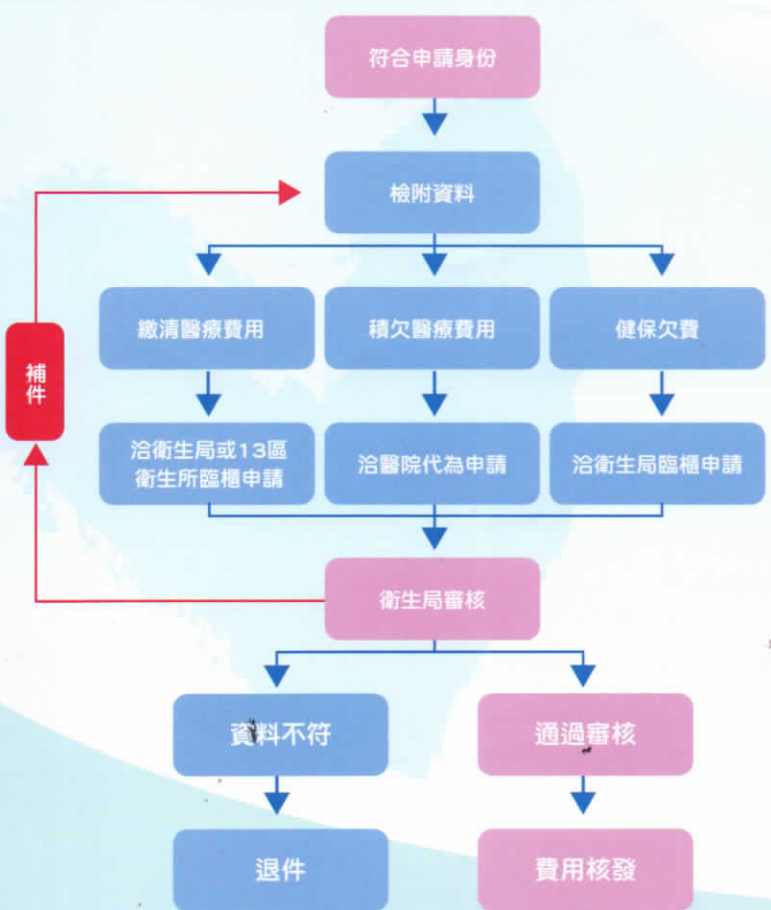 符合申請身份
檢附資料
繳清醫療費用
積欠醫療費用
健保欠費
補件
洽衛生局或13區
衛生所臨櫃申請
洽醫院代為申請
洽衛生局臨櫃申請
衛生局審核
資料不符
通過審核
退件
費用核發